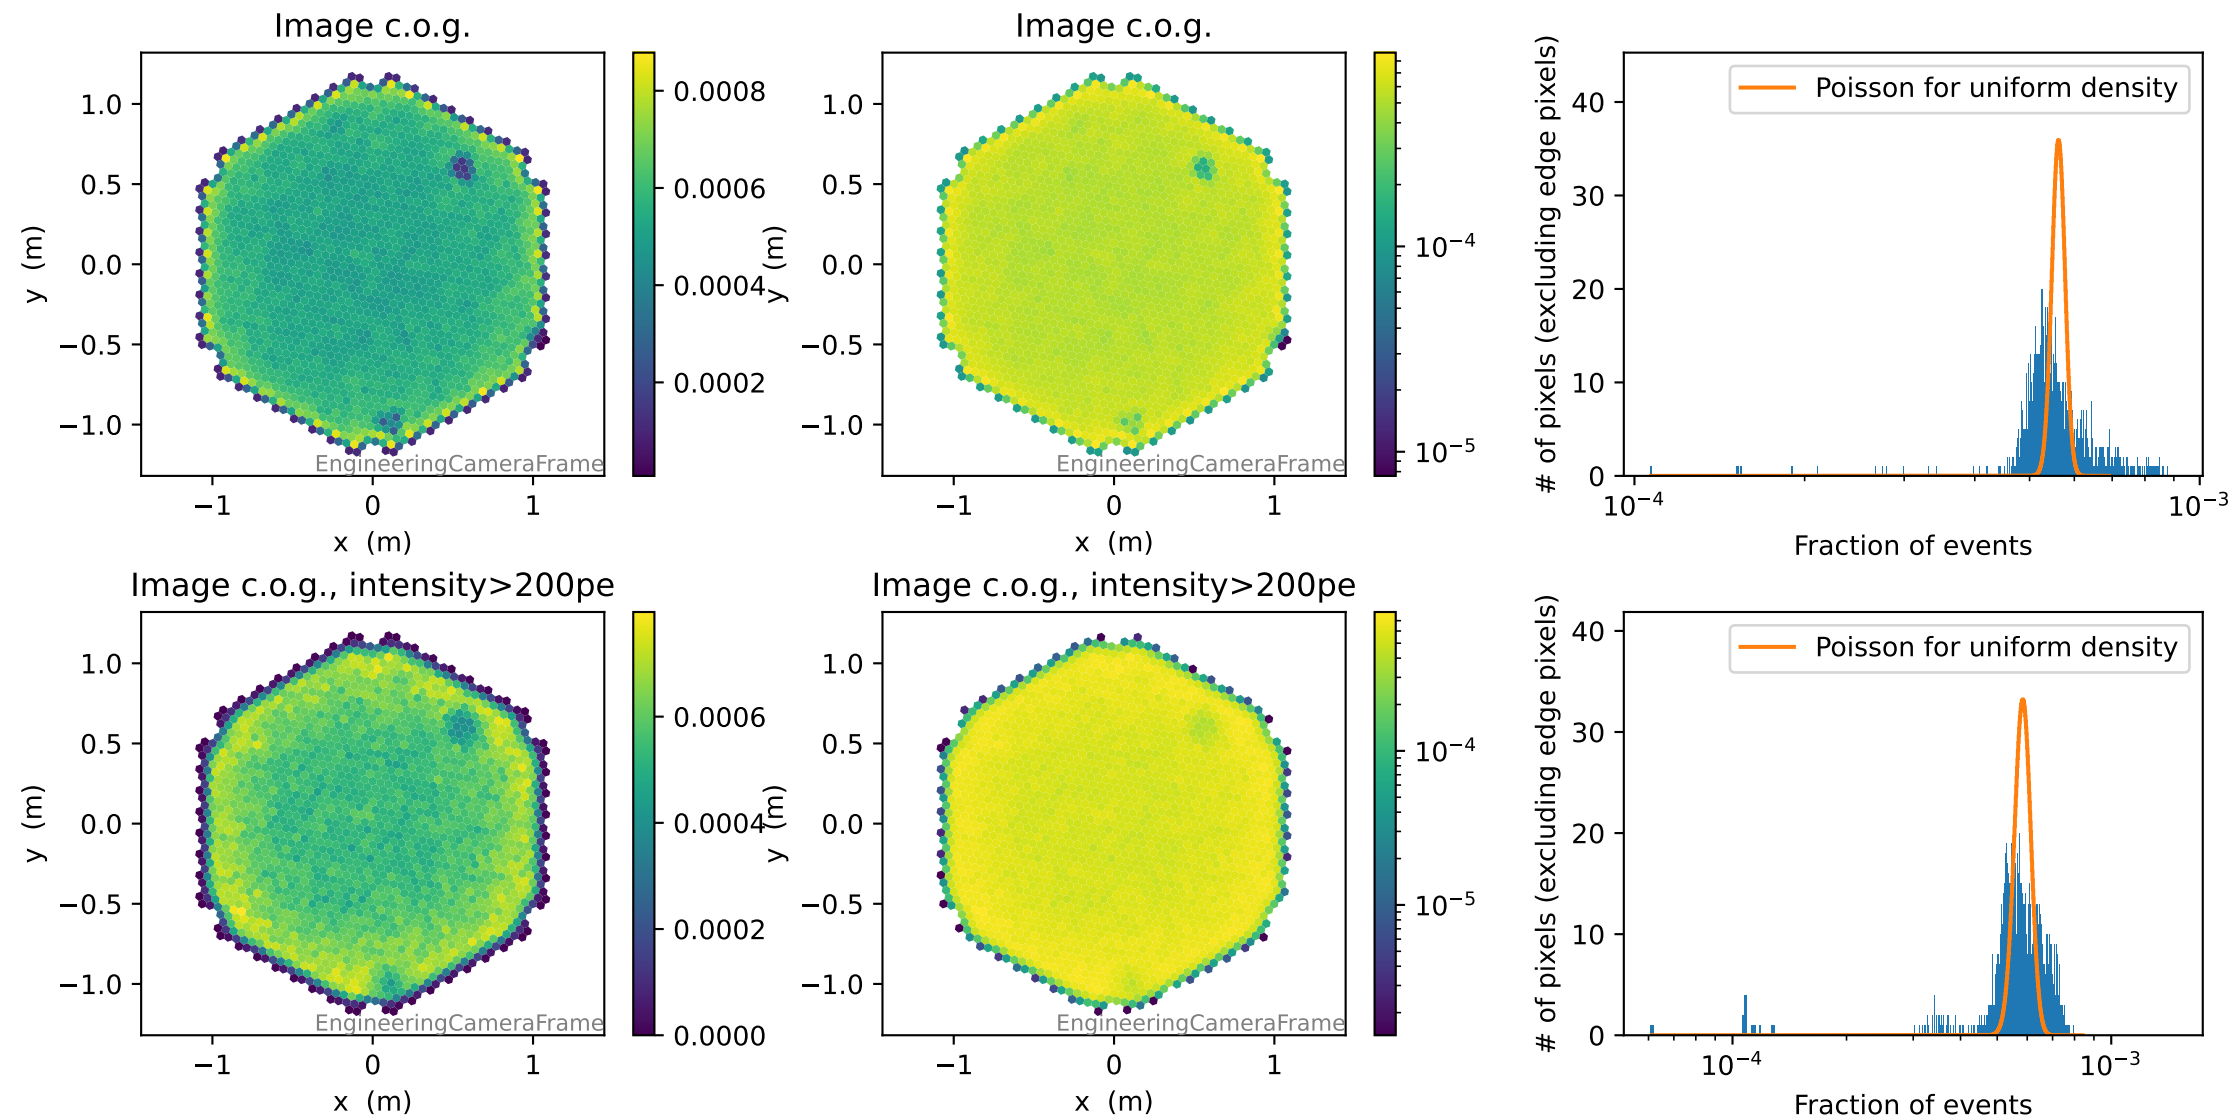 Image c.o.g.
1.0
0.5
0.0
−0.5
−1.0
y (m)
−1
0
1
x (m)
EngineeringCameraFrame
0.0008
0.0006
0.0004
0.0002
Image c.o.g.
1.0
0.5
0.0
−0.5
−1.0
y (m)
−1
0
1
x (m)
EngineeringCameraFrame
10⁻⁴
10⁻⁵
# of pixels (excluding edge pixels)
40
30
20
10
0
Poisson for uniform density
10⁻⁴
10⁻³
Fraction of events
Image c.o.g., intensity>200pe
1.0
0.5
0.0
−0.5
−1.0
y (m)
−1
0
1
x (m)
EngineeringCameraFrame
0.0006
0.0004
0.0002
0.0000
Image c.o.g., intensity>200pe
1.0
0.5
0.0
−0.5
−1.0
y (m)
−1
0
1
x (m)
EngineeringCameraFrame
10⁻⁴
10⁻⁵
# of pixels (excluding edge pixels)
40
30
20
10
0
Poisson for uniform density
10⁻⁴
10⁻³
Fraction of events